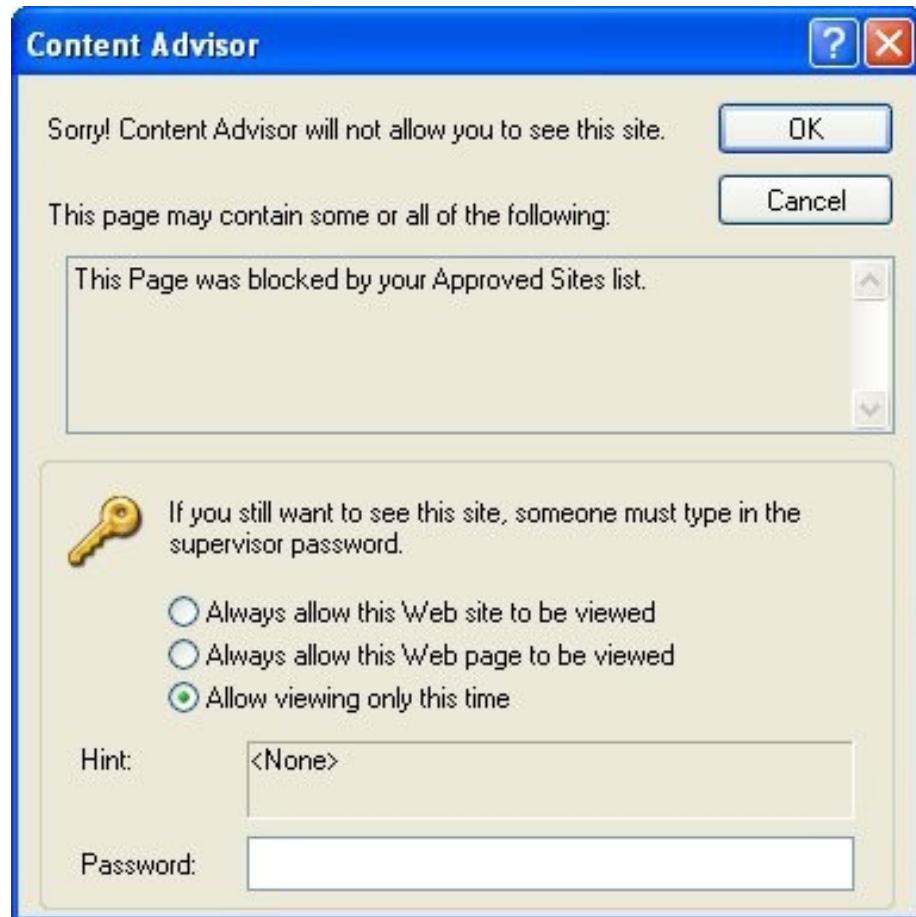 Content Advisor
Sorry! Content Advisor will not allow you to see this site.
OK
Cancel
This page may contain some or all of the following:
This Page was blocked by your Approved Sites list.
If you still want to see this site, someone must type in the
supervisor password.
Always allow this Web site to be viewed
Always allow this Web page to be viewed
Allow viewing only this time
Hint:
<None>
Password: